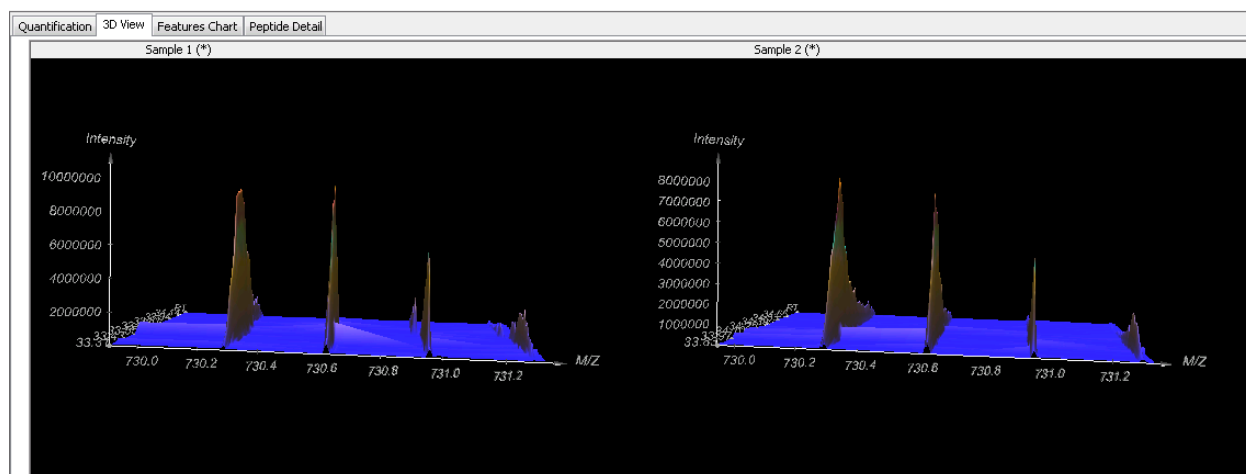 Quantification 3D View Features Chart Peptide Detail
Sample 1 (*) Sample 2 (*)
Intensity
10000000
8000000
6000000
4000000
2000000
RT
730.0 730.2 730.4 730.6 730.8 731.0 731.2
M/Z
Intensity
8000000
7000000
6000000
5000000
4000000
3000000
2000000
1000000
RT
730.0 730.2 730.4 730.6 730.8 731.0 731.2
M/Z